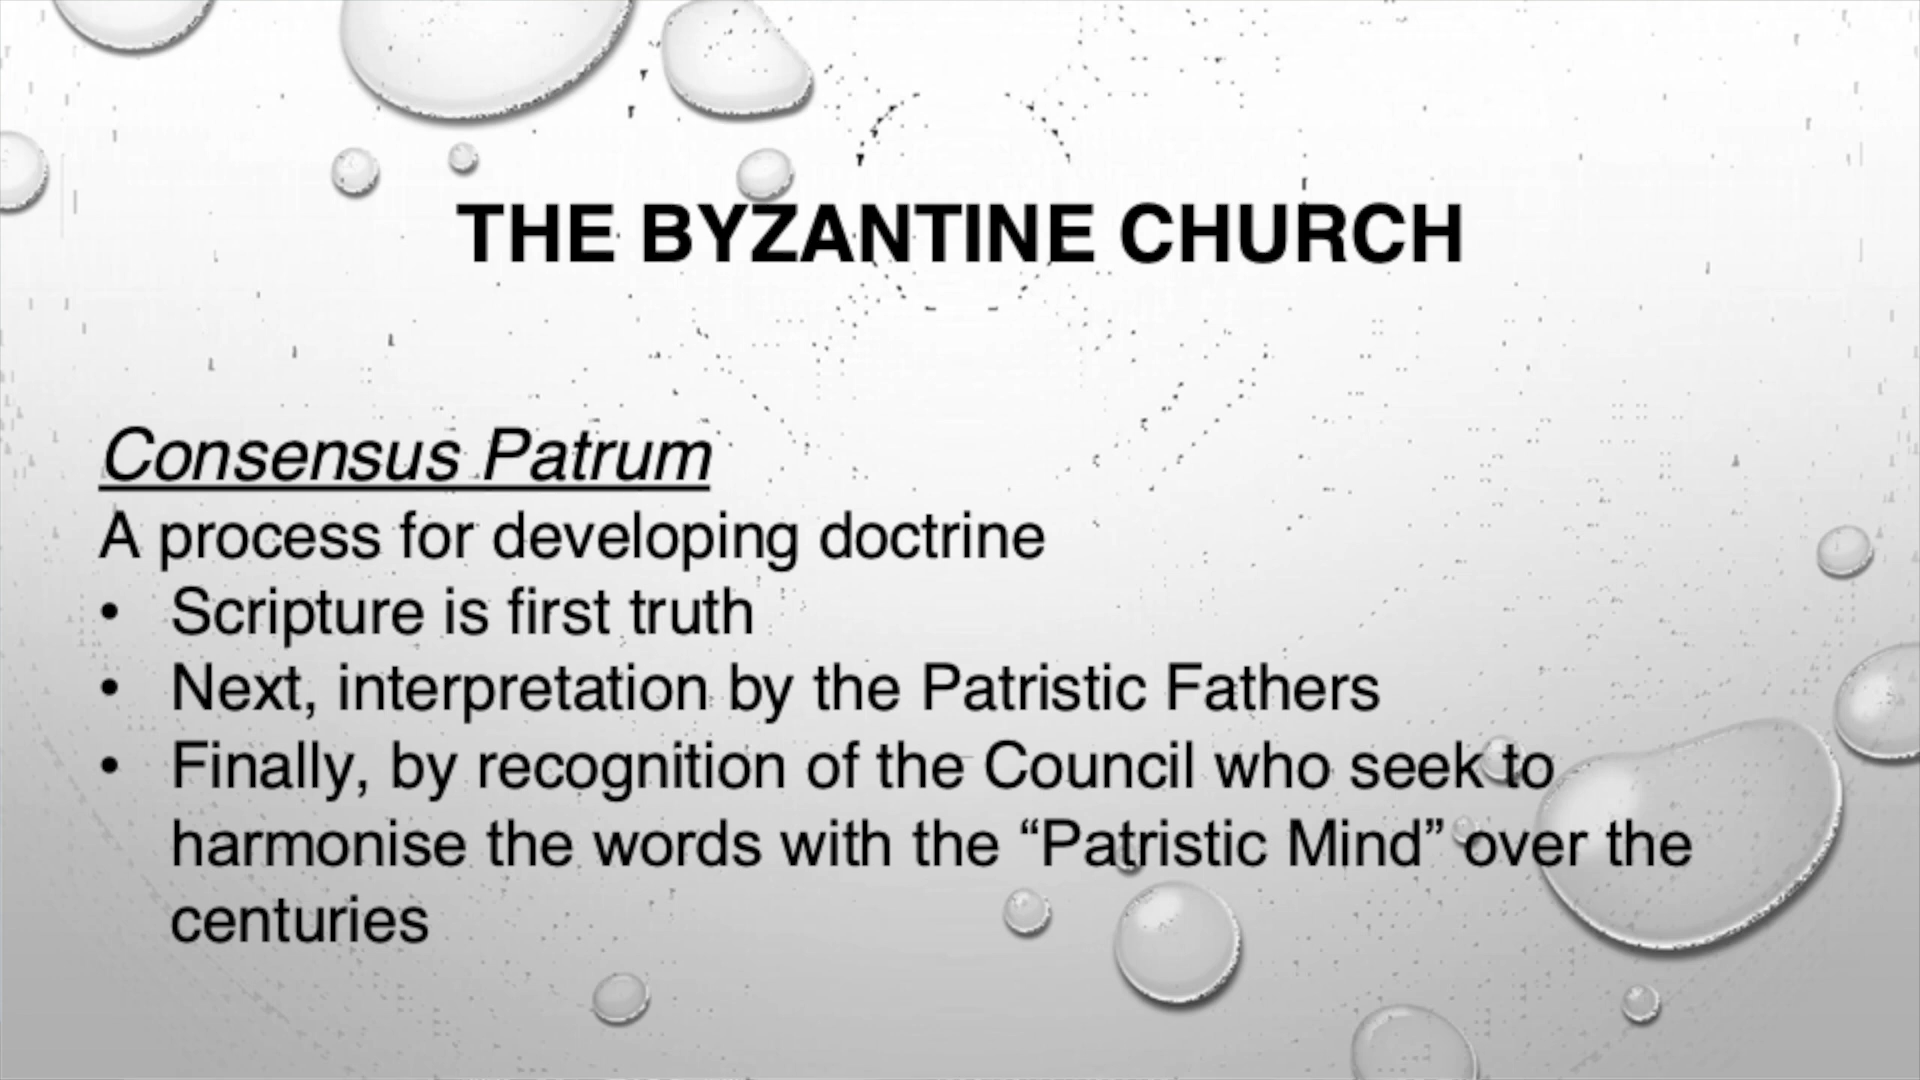 THE BYZANTINE CHURCH
Consensus Patrum
A process for developing doctrine
• Scripture is first truth
• Next, interpretation by the Patristic Fathers
• Finally, by recognition of the Council who seek to
harmonise the words with the “Patristic Mind” over the
centuries